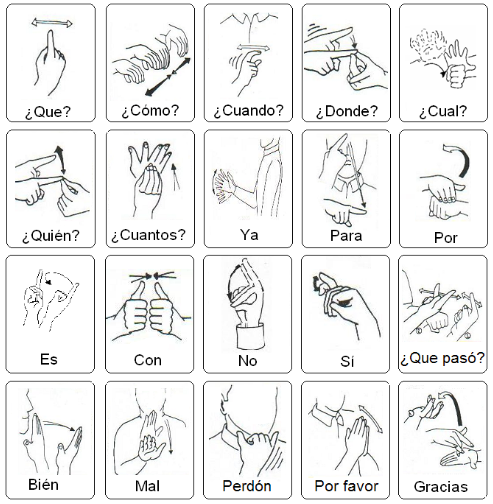 ¿Que?
¿Cómo?
¿Cuando?
¿Donde?
¿Cual?
¿Quién?
¿Cuantos?
Ya
Para
Por
Es
Con
No
Sí
¿Que pasó?
Bién
Mal
Perdón
Por favor
Gracias